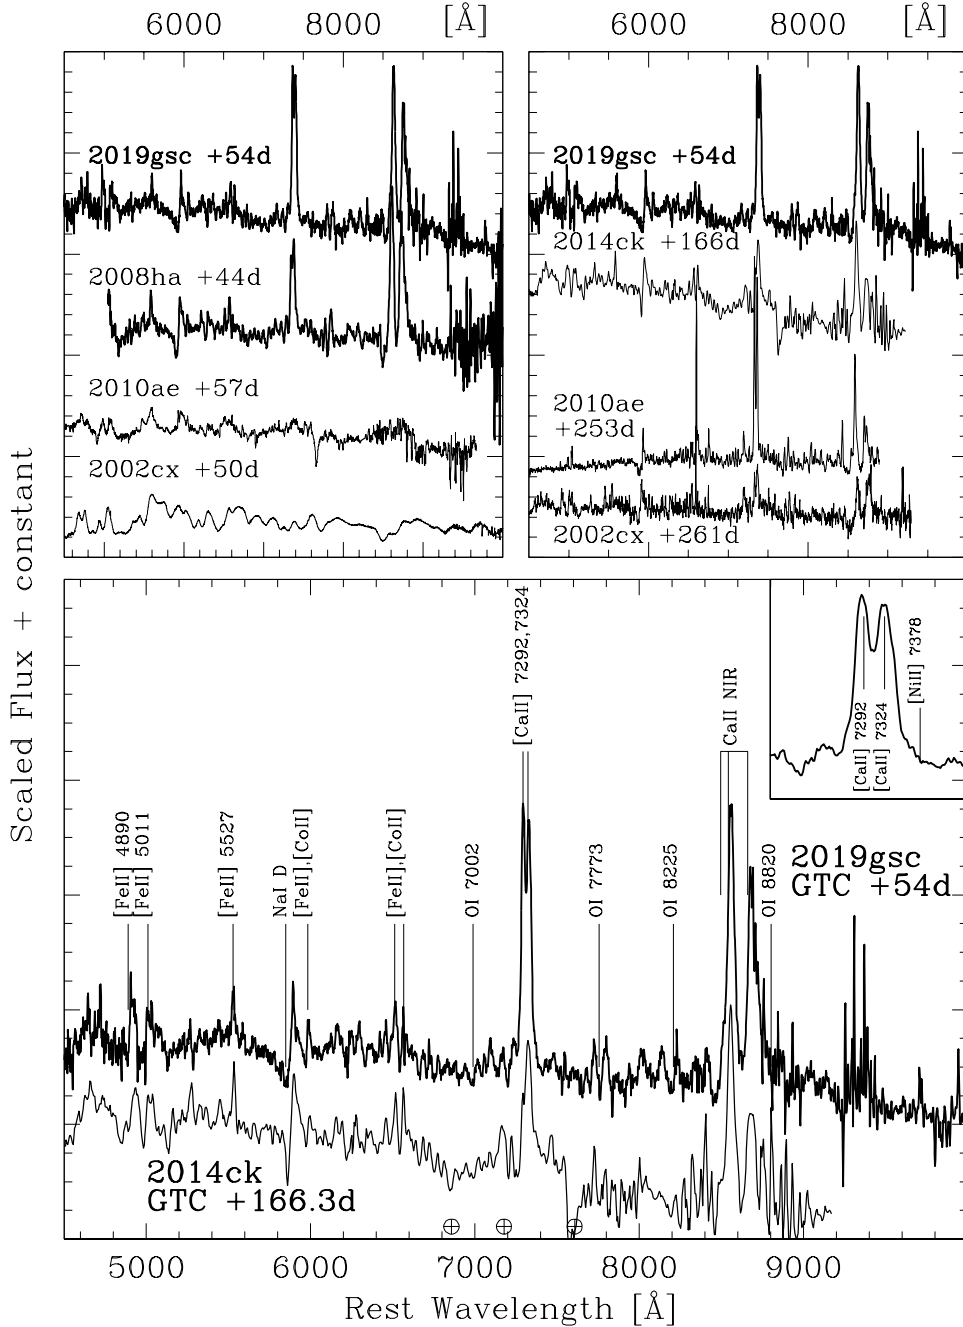 6000 8000 [Å]
6000 8000 [Å]
2019gsc +54d
2008ha +44d
2010ae +57d
2002cx +50d
2019gsc +54d
2014ck +166d
2010ae
+253d
2002cx +261d
Scaled Flux + constant
[FeII] 4890
[FeII] 5011
[FeII] 5527
NaI D
[FeII],[CoII]
[FeII],[CoII]
OI 7002
[CaII] 7292,7324
OI 7773
OI 8225
CaII NIR
OI 8820
[CaII] 7292
[CaII] 7324
[NiII] 7378
2019gsc
GTC +54d
2014ck
GTC +166.3d
5000 6000 7000 8000 9000
Rest Wavelength [Å]